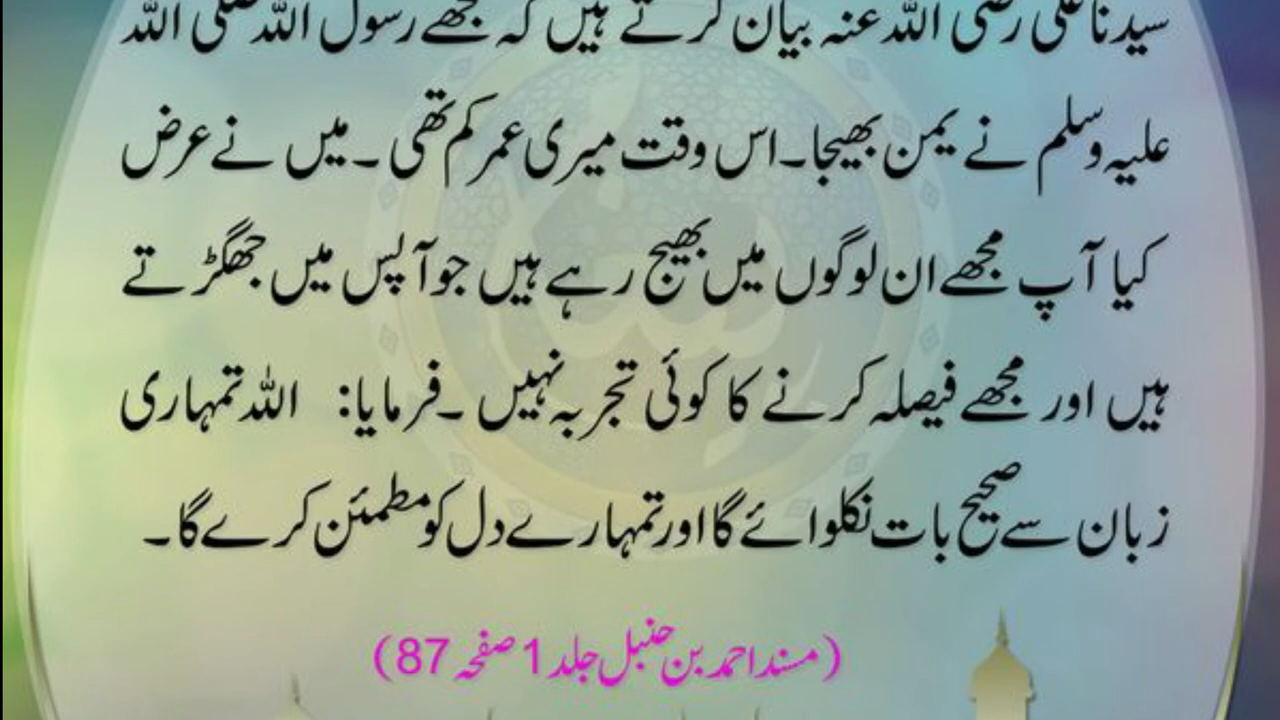 سیدنا علی رضی اللہ عنہ بیان کرتے ہیں کہ مجھے رسول اللہ صلی اللہ
علیہ وسلم نے یمن بھیجا۔ اس وقت میری عمر کم تھی۔ میں نے عرض
کیا آپ مجھے ان لوگوں میں بھیج رہے ہیں جو آپس میں جھگڑتے
ہیں اور مجھے فیصلہ کرنے کا کوئی تجربہ نہیں۔ فرمایا: اللہ تمہاری
زبان سے صحیح بات نکلوائے گا اور تمہارے دل کو مطمئن کرے گا۔
(مسند احمد بن حنبل جلد 1 صفحہ 87)